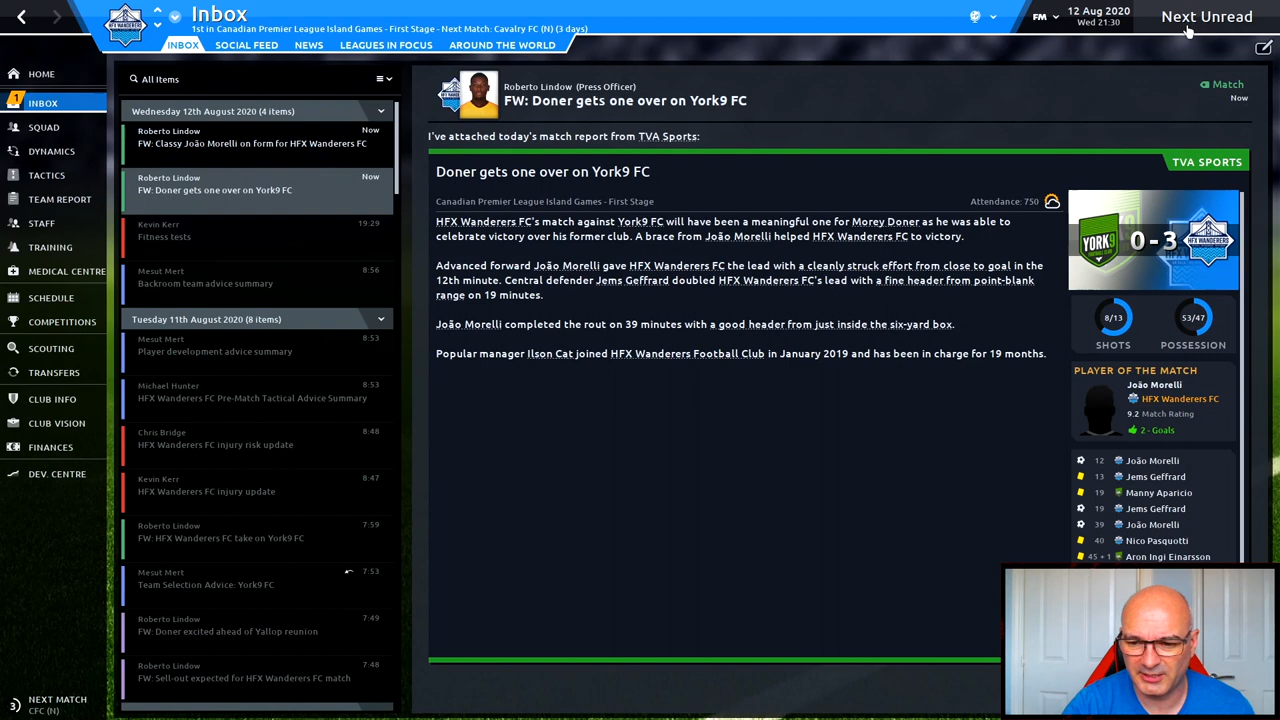 Inbox
1st in Canadian Premier League Island Games - First Stage - Next Match: Cavalry FC (N) (3 days)
FM
12 Aug 2020
Wed 21:30
Next Unread
INBOX SOCIAL FEED NEWS LEAGUES IN FOCUS AROUND THE WORLD
HOME
1
INBOX
SQUAD
DYNAMICS
TACTICS
TEAM REPORT
STAFF
TRAINING
MEDICAL CENTRE
SCHEDULE
COMPETITIONS
SCOUTING
TRANSFERS
CLUB INFO
CLUB VISION
FINANCES
DEV. CENTRE
3
NEXT MATCH
CFC (N)
All Items
Wednesday 12th August 2020 (4 items)
Roberto Lindow Now
FW: Classy João Morelli on form for HFX Wanderers FC
Roberto Lindow Now
FW: Doner gets one over on York9 FC
Kevin Kerr 19:29
Fitness tests
Mesut Mert 8:56
Backroom team advice summary
Tuesday 11th August 2020 (8 items)
Mesut Mert 8:53
Player development advice summary
Michael Hunter 8:53
HFX Wanderers FC Pre-Match Tactical Advice Summary
Chris Bridge 8:48
HFX Wanderers FC injury risk update
Kevin Kerr 8:47
HFX Wanderers FC injury update
Roberto Lindow 7:59
FW: HFX Wanderers FC take on York9 FC
Mesut Mert 7:53
Team Selection Advice: York9 FC
Roberto Lindow 7:49
FW: Doner excited ahead of Yallop reunion
Roberto Lindow 7:48
FW: Sell-out expected for HFX Wanderers FC match
Roberto Lindow (Press Officer)
FW: Doner gets one over on York9 FC
Match
Now
I've attached today's match report from TVA Sports:
TVA SPORTS
Doner gets one over on York9 FC
Canadian Premier League Island Games - First Stage
Attendance: 750
HFX Wanderers FC's match against York9 FC will have been a meaningful one for Morey Doner as he was able to
celebrate victory over his former club. A brace from João Morelli helped HFX Wanderers FC to victory.
Advanced forward João Morelli gave HFX Wanderers FC the lead with a cleanly struck effort from close to goal in the
12th minute. Central defender Jems Geffrard doubled HFX Wanderers FC's lead with a fine header from point-blank
range on 19 minutes.
João Morelli completed the rout on 39 minutes with a good header from just inside the six-yard box.
Popular manager Ilson Cat joined HFX Wanderers Football Club in January 2019 and has been in charge for 19 months.
YORK9
0 - 3
HFX WANDERERS
8/13
SHOTS
53/47
POSSESSION
PLAYER OF THE MATCH
João Morelli
HFX Wanderers FC
9.2 Match Rating
2 - Goals
12 João Morelli
13 Jems Geffrard
19 Manny Aparicio
19 Jems Geffrard
39 João Morelli
40 Nico Pasquotti
45 + 1 Aron Ingi Einarsson